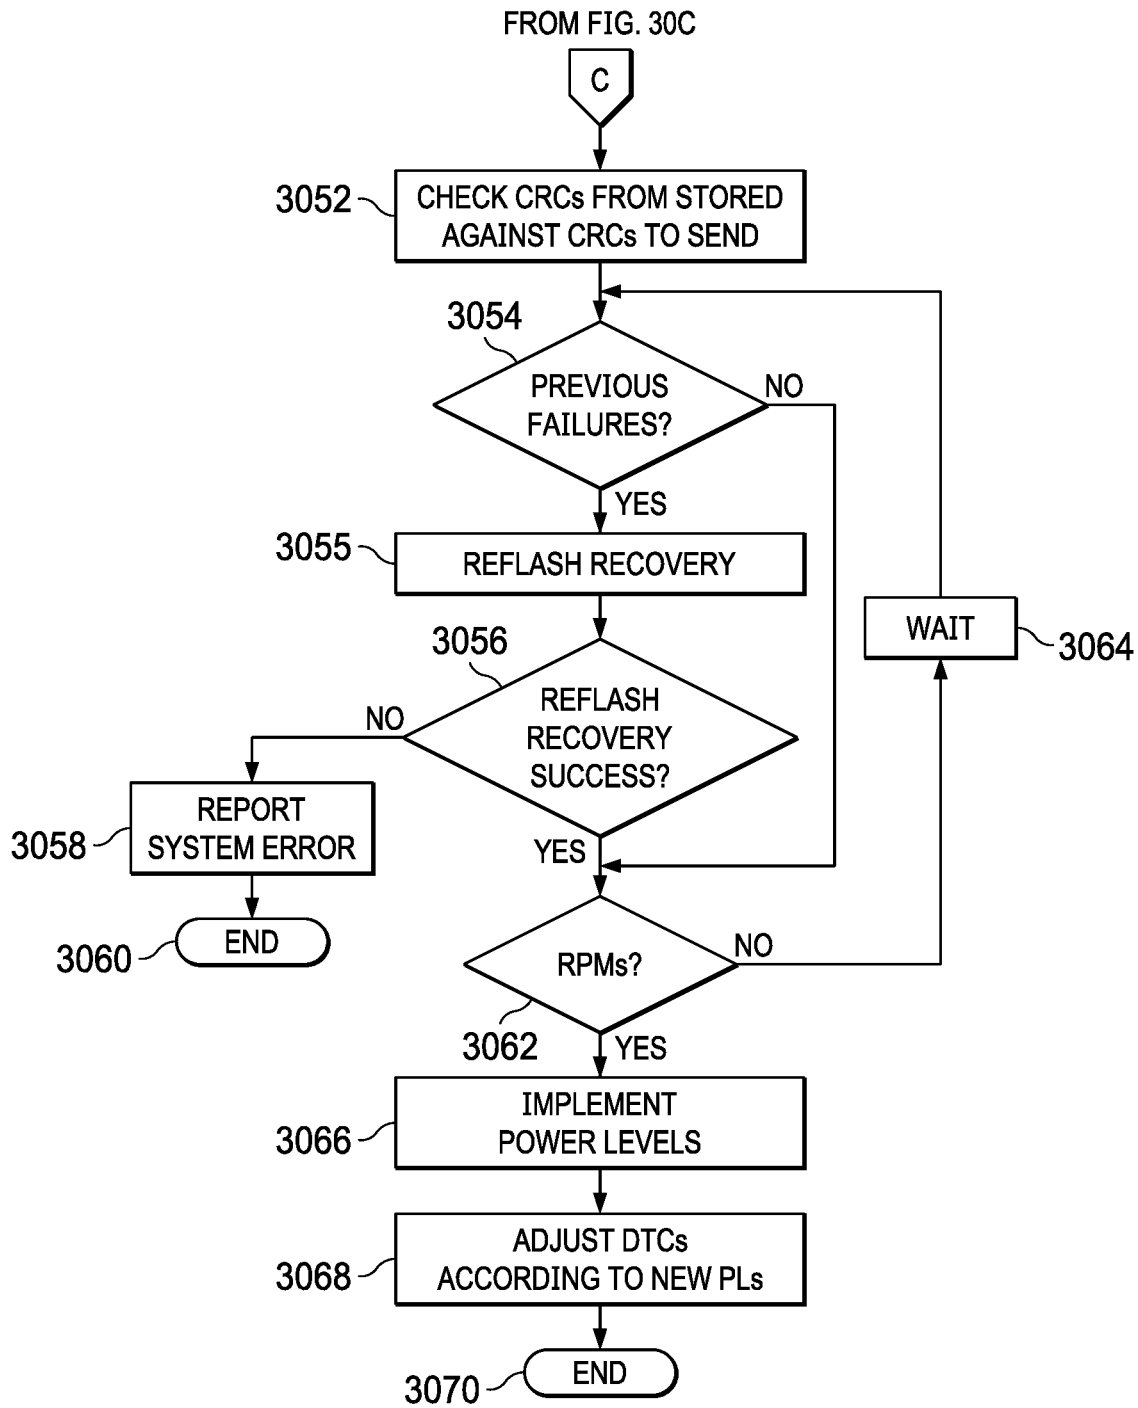 FROM FIG. 30C
C
3052
CHECK CRCs FROM STORED
AGAINST CRCs TO SEND
3054
PREVIOUS
FAILURES?
NO
YES
3055
REFLASH RECOVERY
WAIT
3064
3056
REFLASH
RECOVERY
SUCCESS?
NO
YES
3058
REPORT
SYSTEM ERROR
3060
END
RPMs?
NO
3062
YES
3066
IMPLEMENT
POWER LEVELS
3068
ADJUST DTCs
ACCORDING TO NEW PLs
3070
END